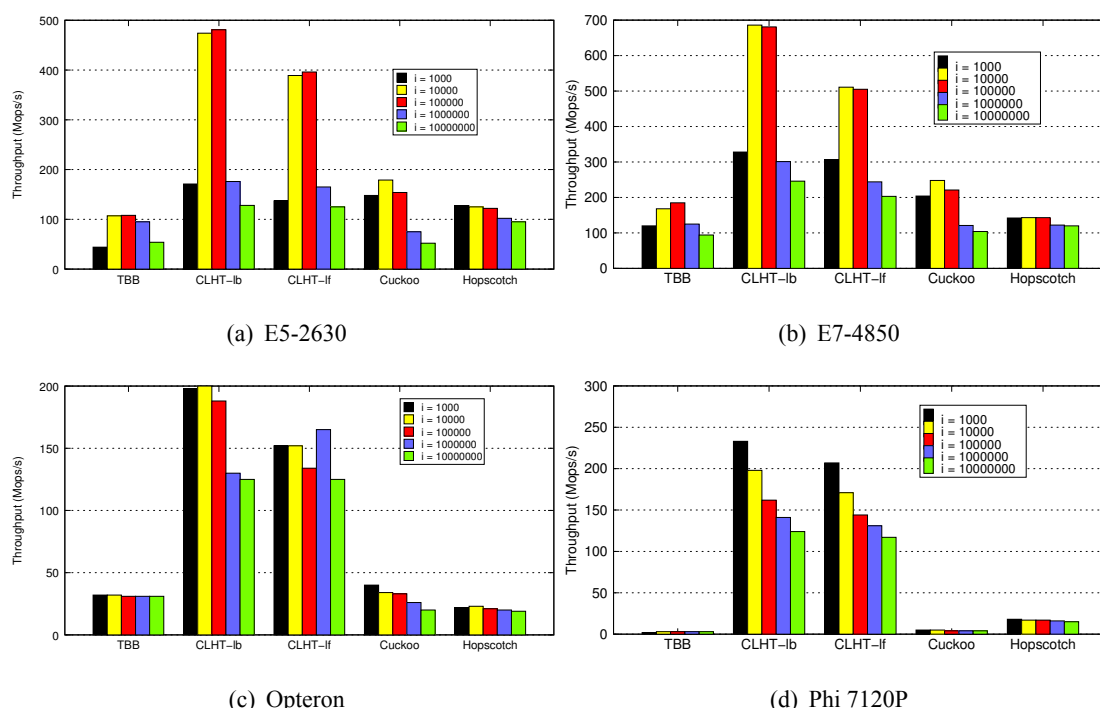 500
400
300
200
100
0
Throughput (Mops/s)
i = 1000
i = 10000
i = 100000
i = 1000000
i = 10000000
TBB CLHT-lb CLHT-lf Cuckoo Hopscotch
(a) E5-2630
700
600
500
400
300
200
100
0
Throughput (Mops/s)
i = 1000
i = 10000
i = 100000
i = 1000000
i = 10000000
TBB CLHT-lb CLHT-lf Cuckoo Hopscotch
(b) E7-4850
200
150
100
50
0
Throughput (Mops/s)
i = 1000
i = 10000
i = 100000
i = 1000000
i = 10000000
TBB CLHT-lb CLHT-lf Cuckoo Hopscotch
(c) Opteron
300
250
200
150
100
50
0
Throughput (Mops/s)
i = 1000
i = 10000
i = 100000
i = 1000000
i = 10000000
TBB CLHT-lb CLHT-lf Cuckoo Hopscotch
(d) Phi 7120P